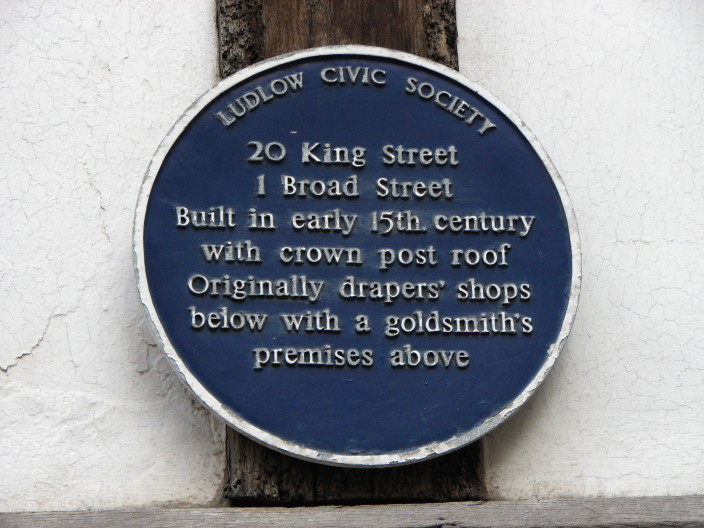 LUDLOW CIVIC SOCIETY
20 King Street
1 Broad Street
Built in early 15th. century
with crown post roof
Originally drapers' shops
below with a goldsmith's
premises above